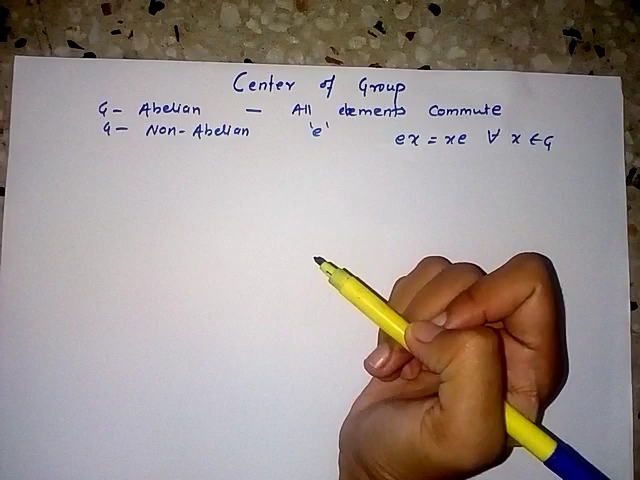 Center of Group
G- Abelian - All elements Commute
G- Non-Abelian 'e' ex = xe ∀ x ∈ G